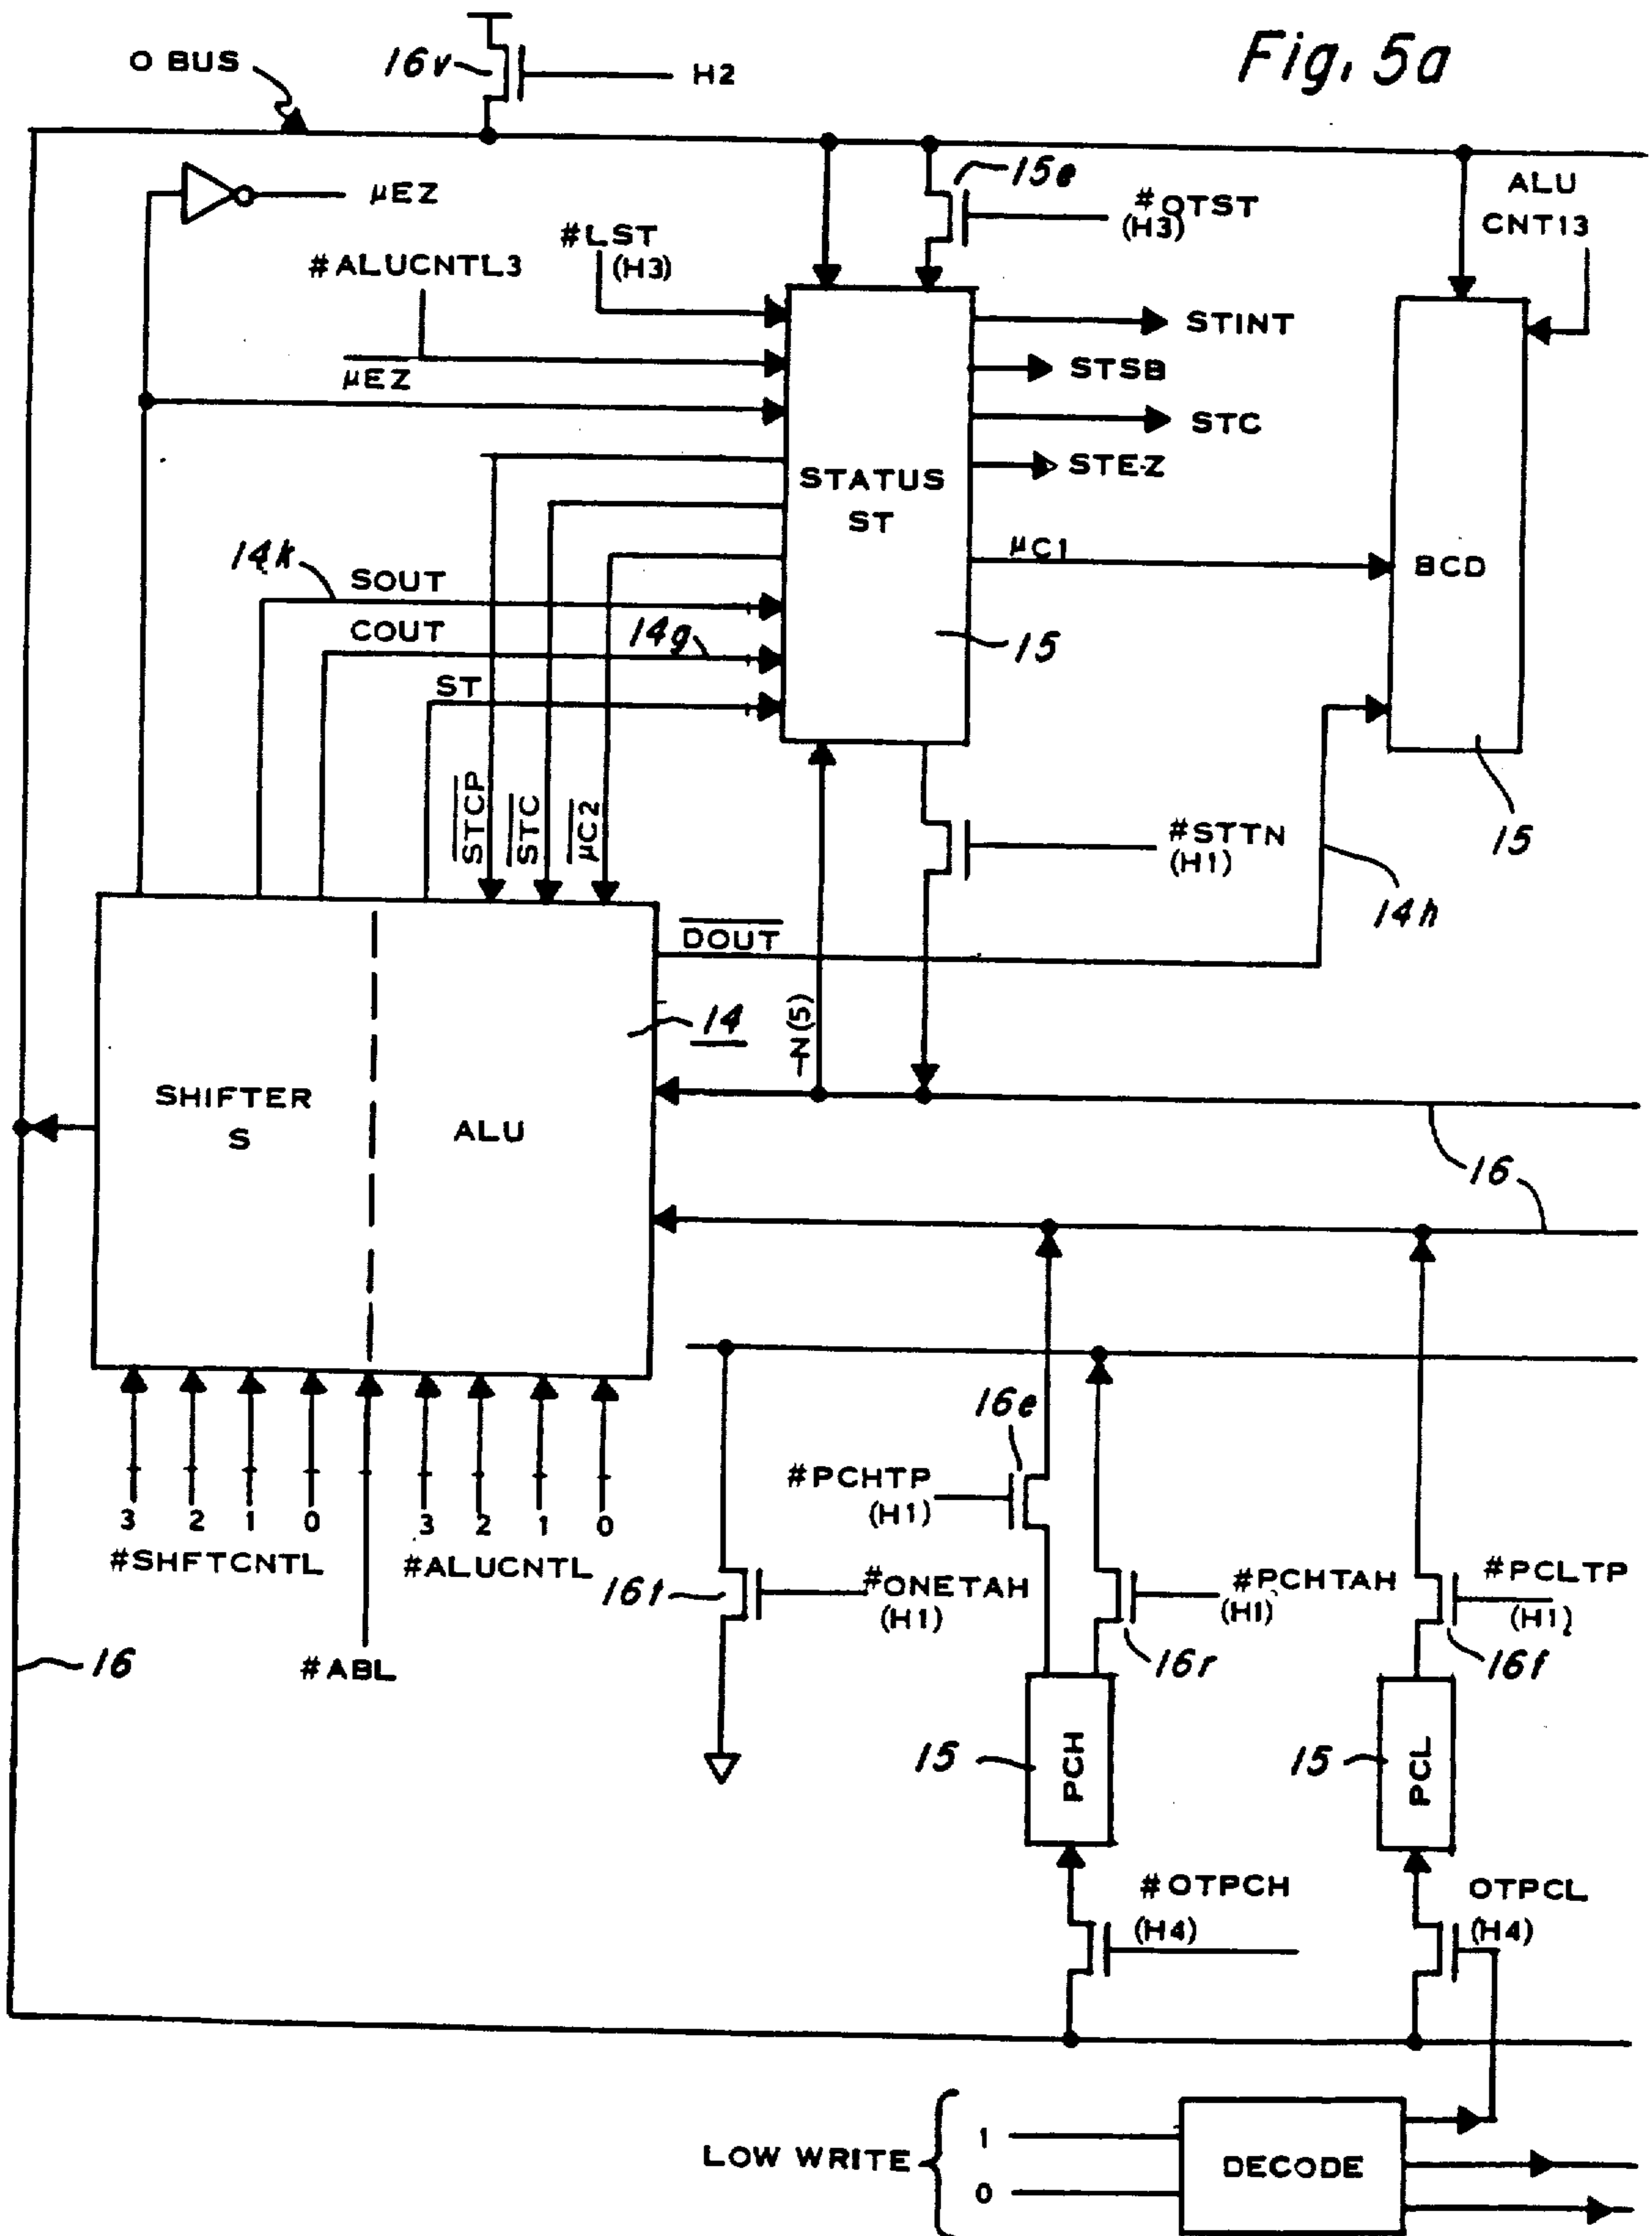 Fig. 5a
O BUS
16v
H2
15e
#OTST
(H3)
ALU
CNT13
µEZ
#LST
(H3)
#ALUCNTL3
µEZ
STINT
STSB
STC
STE-Z
STATUS
ST
µC1
BCD
14k
SOUT
COUT
14g
ST
15
15
STCP
STC
µC2
#STTN
(H1)
14h
DOUT
14
N(5)
SHIFTER
S
ALU
16
3 2 1 0 3 2 1 0
#SHFTCNTL
#ALUCNTL
#ABL
16
16e
#PCHTP
(H1)
16t
#ONETAH
(H1)
#PCHTAH
(H1)
16r
#PCLTP
(H1)
16f
15
PCH
15
PCL
#OTPCH
(H4)
OTPCL
(H4)
LOW WRITE
1
0
DECODE